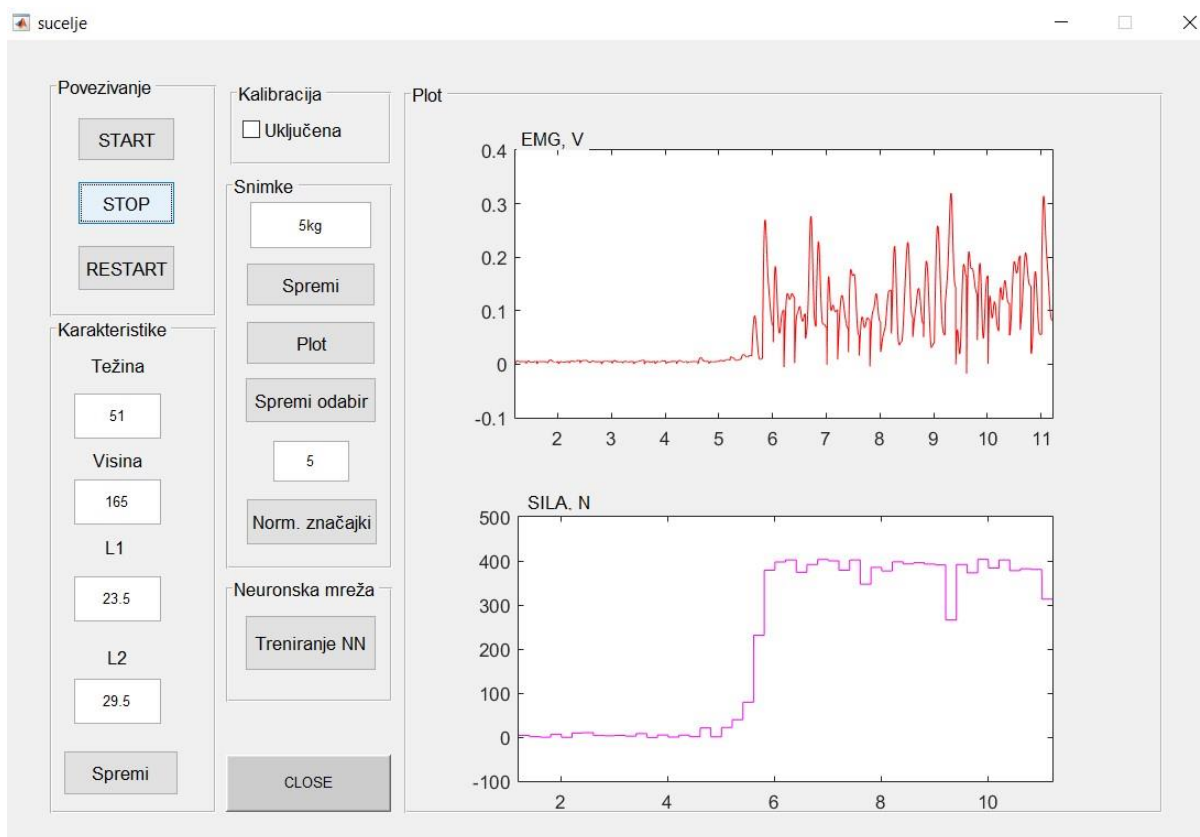 sucelje
Povezivanje
START
STOP
RESTART
Karakteristike
Težina
51
Visina
165
L1
23.5
L2
29.5
Spremi
Kalibracija
Uključena
Snimke
5kg
Spremi
Plot
Spremi odabir
5
Norm. značajki
Neuronska mreža
Treniranje NN
CLOSE
Plot
EMG, V
0.4
0.3
0.2
0.1
0
-0.1
2 3 4 5 6 7 8 9 10 11
SILA, N
500
400
300
200
100
0
-100
2 4 6 8 10